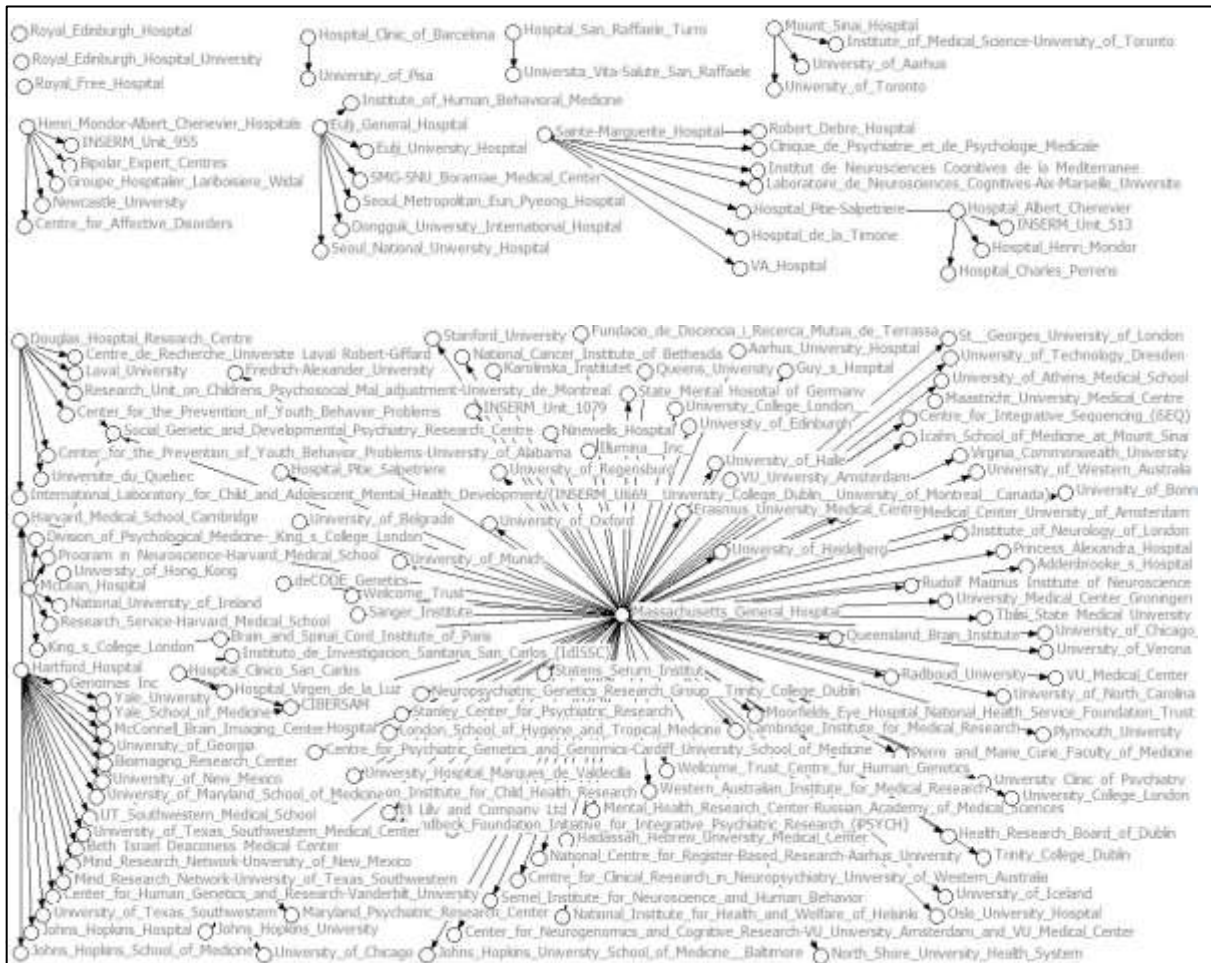 Royal_Edinburgh_Hospital
Royal_Edinburgh_Hospital_University
Royal_Free_Hospital
Hospital_Clinic_of_Barcelona
University_of_Pisa
Hospital_San_Raffaele_Turro
Universita_Vita-Salute_San_Raffaele
Mount_Sinai_Hospital
Institute_of_Medical_Science-University_of_Toronto
University_of_Aarhus
University_of_Toronto
Henri_Mondor-Albert_Chenevier_Hospitals
INSERM_Unit_955
Bipolar_Expert_Centres
Groupe_Hospitalier_Lariboisiere_Widal
Newcastle_University
Centre_for_Affective_Disorders
Institute_of_Human_Behavioral_Medicine
Eulji_General_Hospital
Eulji_University_Hospital
SMG-SNU_Boramae_Medical_Center
Seoul_Metropolitan_Eun_Pyeong_Hospital
Dongguk_University_International_Hospital
Seoul_National_University_Hospital
Sainte-Marguerite_Hospital
Robert_Debre_Hospital
Clinique_de_Psychiatrie_et_de_Psychologie_Medicale
Institut_de_Neurosciences_Cognitives_de_la_Mediterranee
Laboratoire_de_Neurosciences_Cognitives-Aix-Marseille_Universite
Hospital_Pitie-Salpetriere
Hospital_de_la_Timone
VA_Hospital
Hospital_Albert_Chenevier
INSERM_Unit_513
Hospital_Henri_Mondor
Hospital_Charles_Perrens
Douglas_Hospital_Research_Centre
Centre_de_Recherche_Universite_Laval_Robert-Giffard
Laval_University
Friedrich-Alexander_University
Research_Unit_on_Childrens_Psychosocial_Mal_adjustment-University_de_Montreal
Center_for_the_Prevention_of_Youth_Behavior_Problems
Social_Genetic_and_Developmental_Psychiatry_Research_Centre
Center_for_the_Prevention_of_Youth_Behavior_Problems-University_of_Alabama
Universite_du_Quebec
Hospital_Pitie_Salpetriere
International_Laboratory_for_Child_and_Adolescent_Mental_Health_Development/(INSERM_U669__University_College_Dublin__University_of_Montreal__Canada)
Stanford_University
Fundacio_de_Docencia_i_Recerca_Mutua_de_Terrassa
St__Georges_University_of_London
National_Cancer_Institute_of_Bethesda
Aarhus_University_Hospital
University_of_Technology_Dresden
Karolinska_Institutet
Queens_University
Guy_s_Hospital
University_of_Athens_Medical_School
State_Mental_Hospital_of_Germany
Maastricht_University_Medical_Centre
INSERM_Unit_1079
University_College_London_
Centre_for_Integrative_Sequencing_(iSEQ)
Ninewells_Hospital
University_of_Edinburgh
Icahn_School_of_Medicine_at_Mount_Sinai
Illumina__Inc_
University_of_Halle
Virginia_Commonwealth_University
University_of_Regensburg
VU_University_Amsterdam
University_of_Western_Australia
University_of_Bonn
Harvard_Medical_School_Cambridge
University_of_Belgrade
University_of_Oxford
(Erasmus_University_Medical_Centre
Medical_Center_University_of_Amsterdam
Division_of_Psychological_Medicine-_King_s_College_London
Institute_of_Neurology_of_London
Program_in_Neuroscience-Harvard_Medical_School
University_of_Munich
University_of_Heidelberg
Princess_Alexandra_Hospital
University_of_Hong_Kong
Addenbrooke_s_Hospital
McLean_Hospital
deCODE_Genetics
Rudolf_Magnus_Institute_of_Neuroscience
Welcome_Trust
National_University_of_Ireland
University_Medical_Center_Groningen
Sanger_Institute
Massachusetts_General_Hospital
Tbilisi_State_Medical_University
Research_Service-Harvard_Medical_School
Queensland_Brain_Institute
University_of_Chicago_
King_s_College_London
Brain_and_Spinal_Cord_Institute_of_Paris
University_of_Verona
Instituto_de_Investigacion_Sanitaria_San_Carlos_(IdISSC)
Hartford_Hospital
Hospital_Clinico_San_Carlos
Statens_Serum_Institut
Radboud_University
VU_Medical_Center
Genomas_Inc
Hospital_Virgen_de_la_Luz
Neuropsychiatric_Genetics_Research_Group__Trinity_College_Dublin
University_of_North_Carolina
Yale_University
CIBERSAM
Yale_School_of_Medicine
Stanley_Center_for_Psychiatric_Research
Moorfields_Eye_Hospital_National_Health_Service_Foundation_Trust
McConnell_Brain_Imaging_Center
Hospital
London_School_of_Hygiene_and_Tropical_Medicine
Cambridge_Institute_for_Medical_Research
Plymouth_University
University_of_Georgia
Centre_for_Psychiatric_Genetics_and_Genomics-Cardiff_University_School_of_Medicine
Pierre_and_Marie_Curie_Faculty_of_Medicine
Bioimaging_Research_Center
University_Hospital_Marques_de_Valdecilla
Wellcome_Trust_Centre_for_Human_Genetics
University_of_New_Mexico
University_Clinic_of_Psychiatry
University_of_Maryland_School_of_Medicine
on_Institute_for_Child_Health_Research
Western_Australian_Institute_for_Medical_Research
University_College_London
UT_Southwestern_Medical_School
Lilly_and_Company_Ltd
Mental_Health_Research_Center-Russian_Academy_of_Medical_Sciences
University_of_Texas_Southwestern_Medical_Center
dbeck_Foundation_Initiative_for_Integrative_Psychiatric_Research_(iPSYCH)
Health_Research_Board_of_Dublin
Beth_Israel_Deaconess_Medical_Center
Hadassah_Hebrew_University_Medical_Center
Mind_Research_Network-University_of_New_Mexico
National_Centre_for_Register-Based_Research-Aarhus_University
Trinity_College_Dublin
Mind_Research_Network-University_of_Texas_Southwestern
Centre_for_Clinical_Research_in_Neuropsychiatry_University_of_Western_Australia
Center_for_Human_Genetics_and_Research-Vanderbilt_University
Semel_Institute_for_Neuroscience_and_Human_Behavior
University_of_Iceland
University_of_Texas_Southwestern
Maryland_Psychiatric_Research_Center
National_Institute_for_Health_and_Welfare_of_Helsinki
Oslo_University_Hospital
Johns_Hopkins_Hospital
Johns_Hopkins_University
Center_for_Neurogenomics_and_Cognitive_Research-VU_University_Amsterdam_and_VU_Medical_Center
Johns_Hopkins_School_of_Medicine
University_of_Chicago
Johns_Hopkins_University_School_of_Medicine__Baltimore
North_Shore_University_Health_System